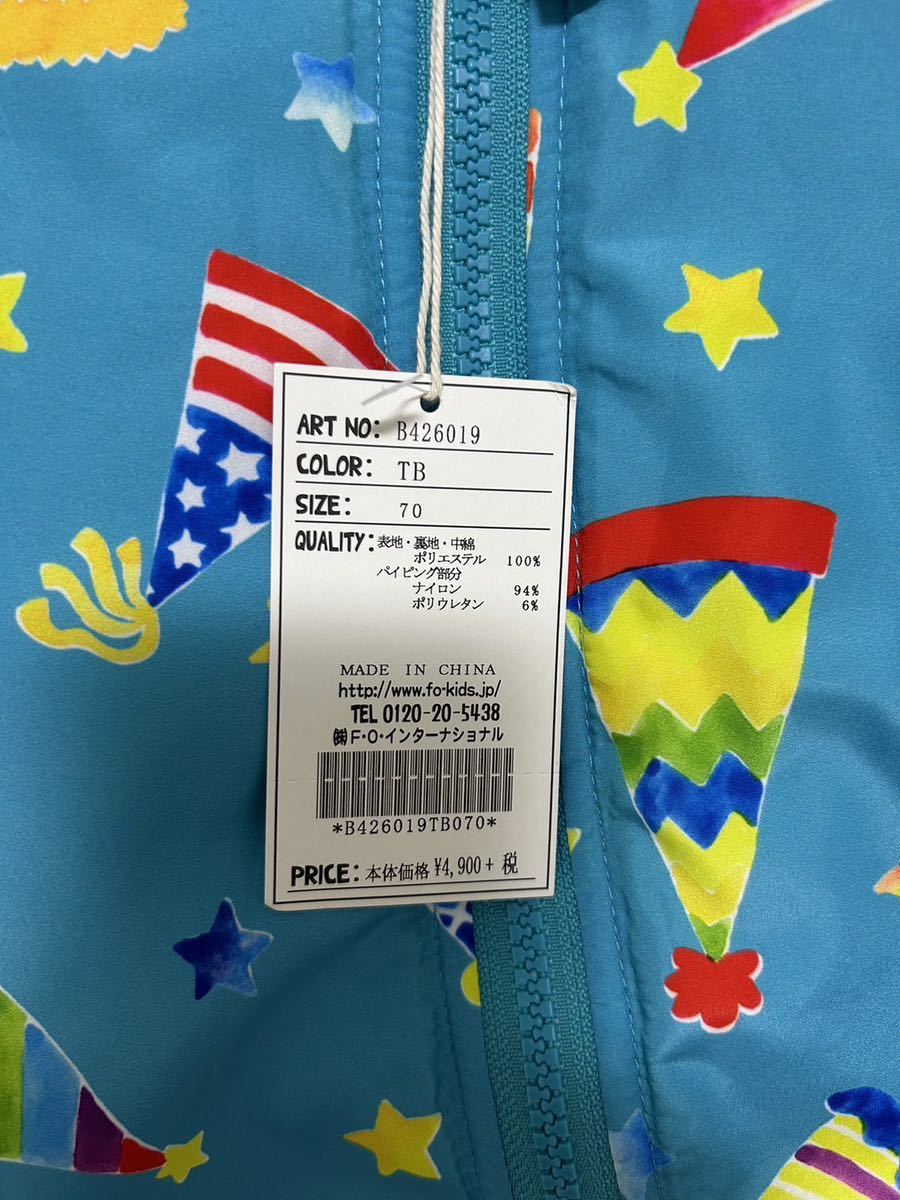 ART NO: B426019
COLOR: TB
SIZE: 70
QUALITY: 表地・裏地・中綿
ポリエステル 100%
パイピング部分
ナイロン 94%
ポリウレタン 6%
MADE IN CHINA
http://www.fo-kids.jp/
TEL 0120-20-5438
㈱F・O・インターナショナル
*B426019TB070*
PRICE: 本体価格 ¥4,900+ 税